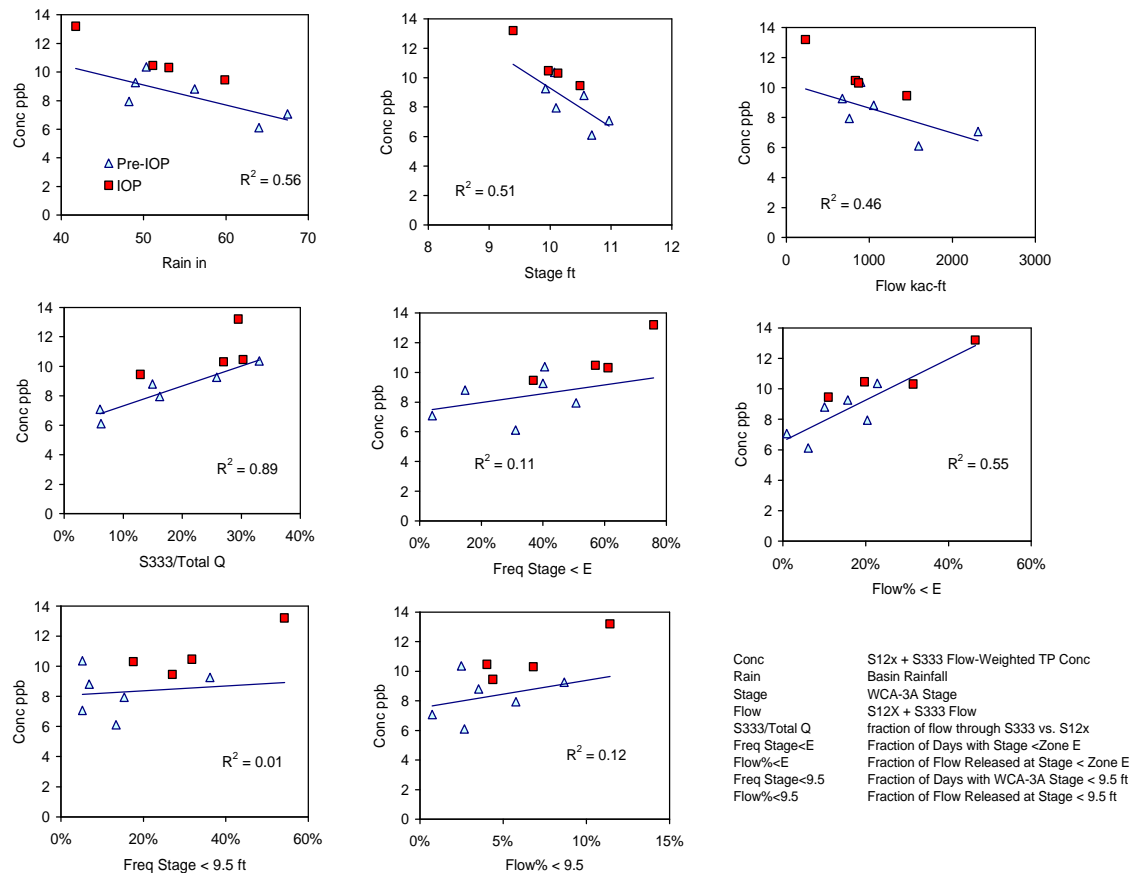 14
12
10
8
6
4
2
0
Conc ppb
Pre-IOP
IOP
R² = 0.56
40 50 60 70
Rain in
14
12
10
8
6
4
2
0
Conc ppb
R² = 0.51
8 9 10 11 12
Stage ft
14
12
10
8
6
4
2
0
Conc ppb
R² = 0.46
0 1000 2000 3000
Flow kac-ft
14
12
10
8
6
4
2
0
Conc ppb
R² = 0.89
0% 10% 20% 30% 40%
S333/Total Q
14
12
10
8
6
4
2
0
Conc ppb
R² = 0.11
0% 20% 40% 60% 80%
Freq Stage < E
14
12
10
8
6
4
2
0
Conc ppb
R² = 0.55
0% 20% 40% 60%
Flow% < E
14
12
10
8
6
4
2
0
Conc ppb
R² = 0.01
0% 20% 40% 60%
Freq Stage < 9.5 ft
14
12
10
8
6
4
2
0
Conc ppb
R² = 0.12
0% 5% 10% 15%
Flow% < 9.5
Conc S12x + S333 Flow-Weighted TP Conc
Rain Basin Rainfall
Stage WCA-3A Stage
Flow S12X + S333 Flow
S333/Total Q fraction of flow through S333 vs. S12x
Freq Stage<E Fraction of Days with Stage <Zone E
Flow%<E Fraction of Flow Released at Stage < Zone E
Freq Stage<9.5 Fraction of Days with WCA-3A Stage < 9.5 ft
Flow%<9.5 Fraction of Flow Released at Stage < 9.5 ft